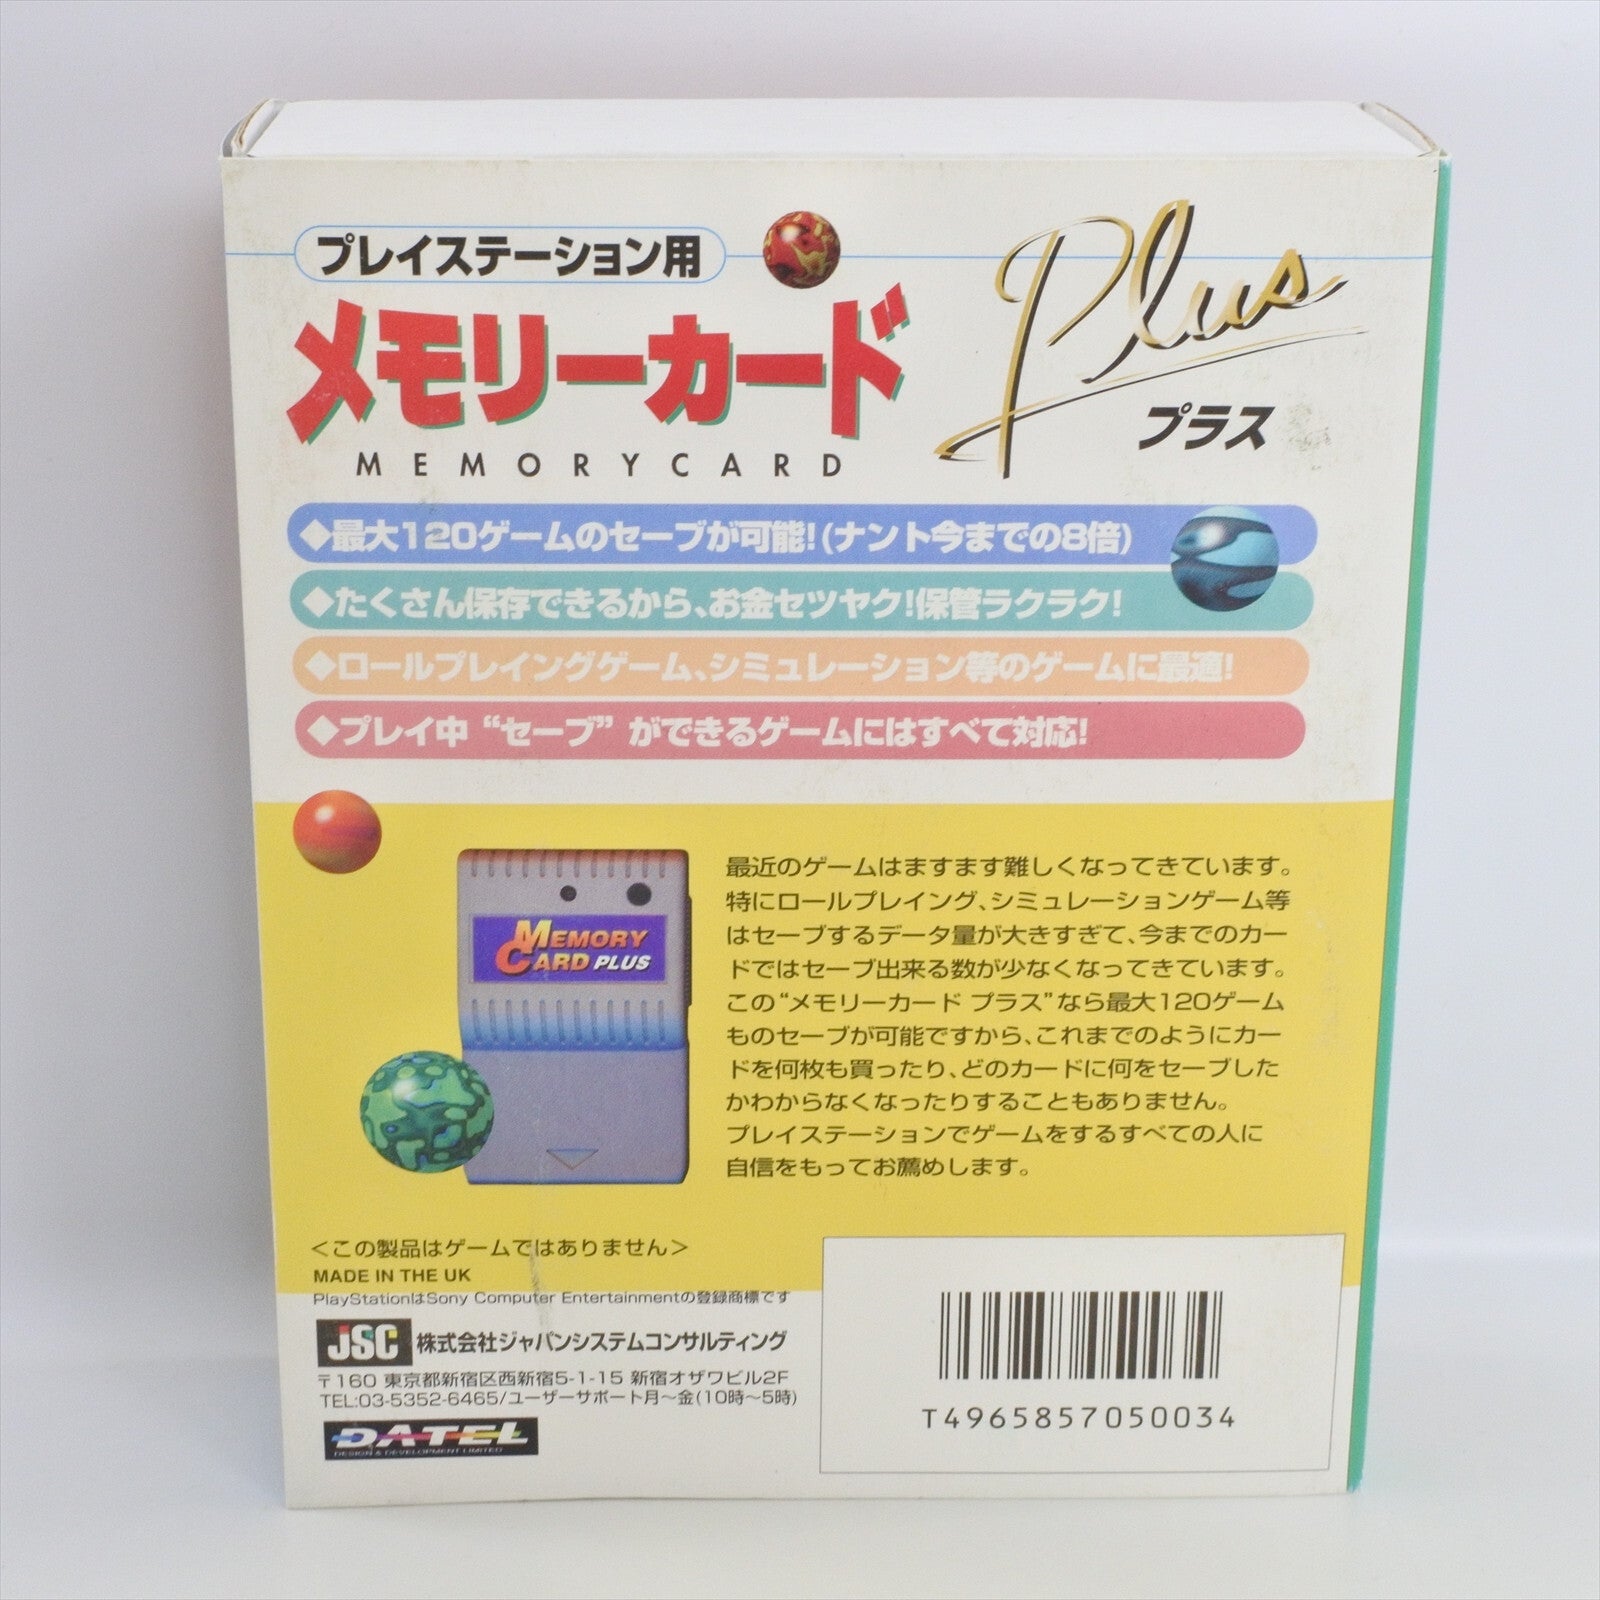 プレイステーション用
メモリーカード
MEMORYCARD
Plus
プラス
◆最大120ゲームのセーブが可能!(ナント今までの8倍)
◆たくさん保存できるから、お金セツヤク!保管ラクラク!
◆ロールプレイングゲーム、シミュレーション等のゲームに最適!
◆プレイ中“セーブ”ができるゲームにはすべて対応!
MEMORY
CARD PLUS
最近のゲームはますます難しくなってきています。
特にロールプレイング、シミュレーションゲーム等
はセーブするデータ量が大きすぎて、今までのカー
ドではセーブ出来る数が少なくなってきています。
この“メモリーカード プラス”なら最大120ゲーム
ものセーブが可能ですから、これまでのようにカー
ドを何枚も買ったり、どのカードに何をセーブした
かわからなくなったりすることもありません。
プレイステーションでゲームをするすべての人に
自信をもってお薦めします。
<この製品はゲームではありません>
MADE IN THE UK
PlayStationはSony Computer Entertainmentの登録商標です
JSC 株式会社ジャパンシステムコンサルティング
〒160 東京都新宿区西新宿5-1-15 新宿オザワビル2F
TEL:03-5352-6465/ユーザーサポート月〜金(10時〜5時)
DATEL
DESIGN & DEVELOPMENT LIMITED
T4965857050034